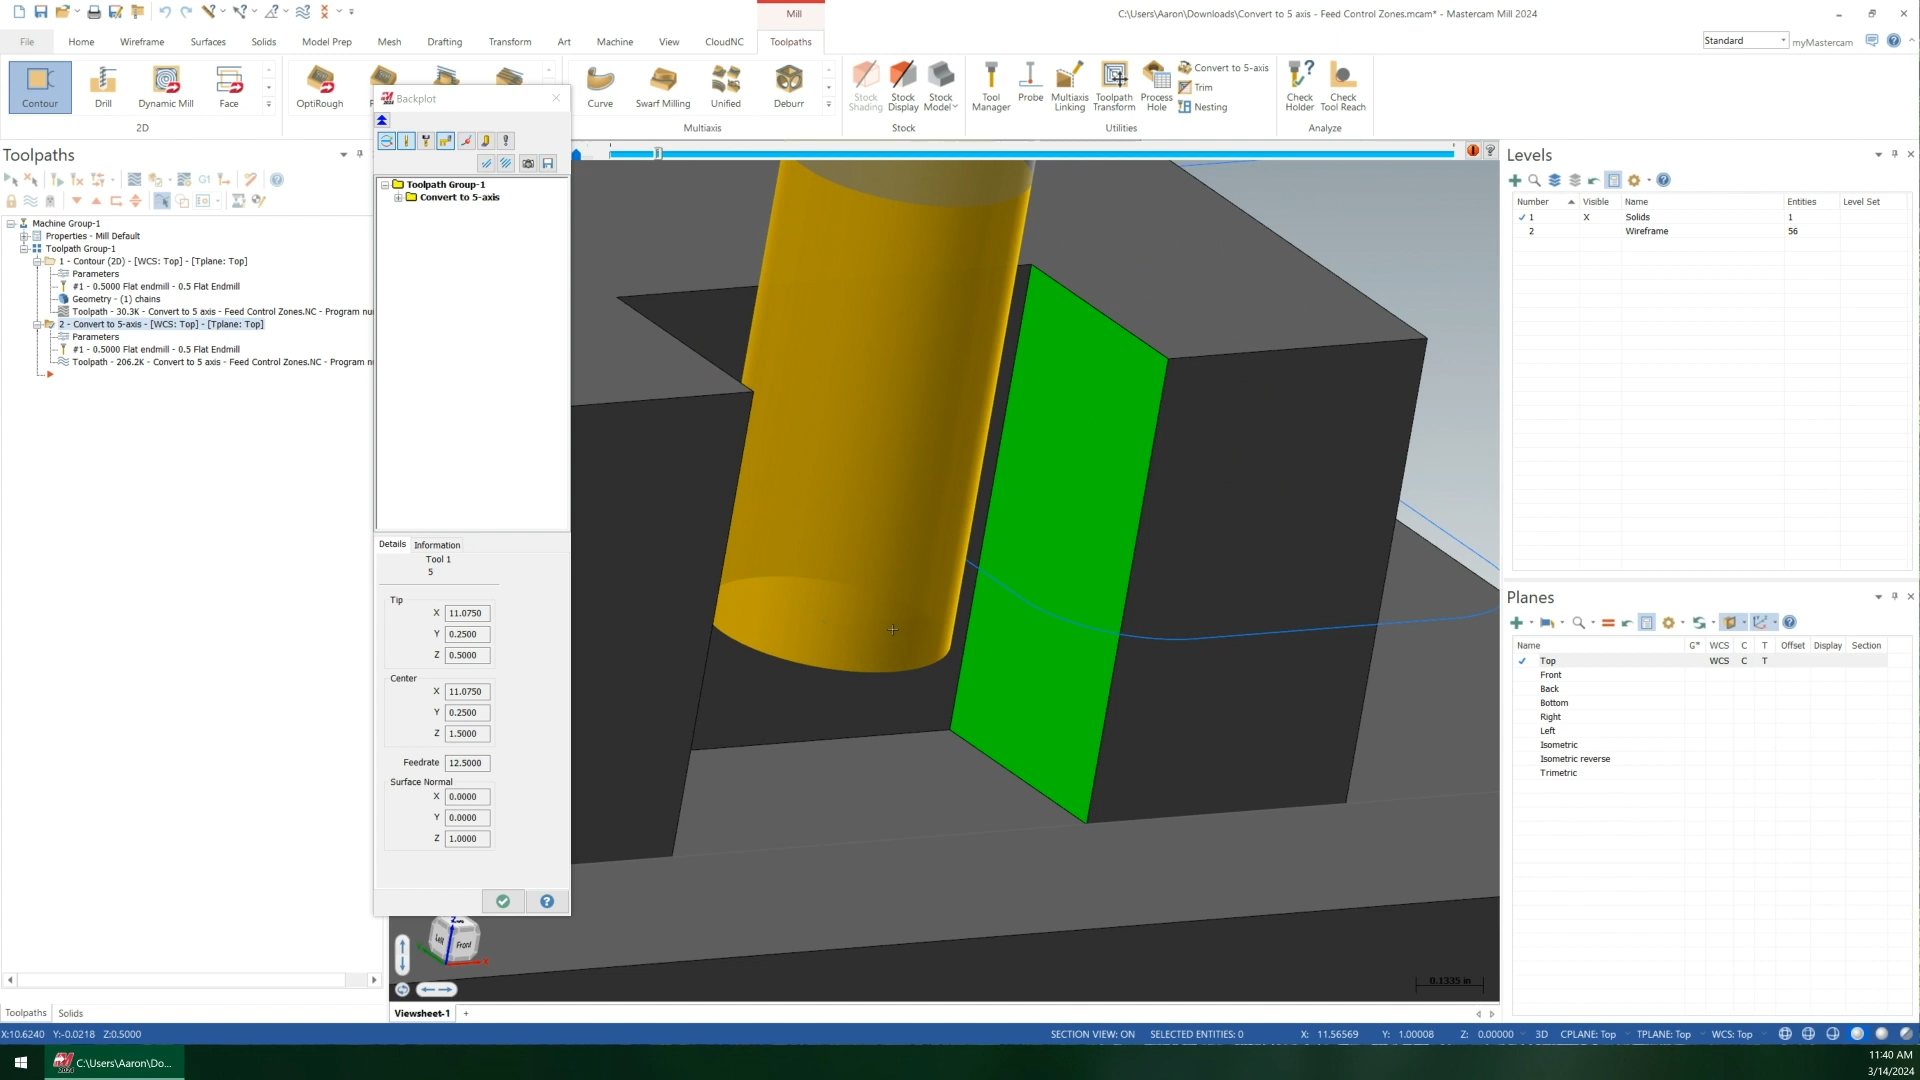 Mill
C:\Users\Aaron\Downloads\Convert to 5 axis - Feed Control Zones.mcam* - Mastercam Mill 2024
File
Home
Wireframe
Surfaces
Solids
Model Prep
Mesh
Drafting
Transform
Art
Machine
View
CloudNC
Toolpaths
Standard
myMastercam
Contour
Drill
Dynamic Mill
Face
OptiRough
Curve
Swarf Milling
Unified
Deburr
Stock Shading
Stock Display
Stock Model
Tool Manager
Probe
Multiaxis Linking
Toolpath Transform
Process Hole
Convert to 5-axis
Trim
Nesting
Check Holder
Check Tool Reach
2D
Multiaxis
Stock
Utilities
Analyze
Toolpaths
Machine Group-1
Properties - Mill Default
Toolpath Group-1
1 - Contour (2D) - [WCS: Top] - [Tplane: Top]
Parameters
#1 - 0.5000 Flat endmill - 0.5 Flat Endmill
Geometry - (1) chains
Toolpath - 30.3K - Convert to 5 axis - Feed Control Zones.NC - Program nu
2 - Convert to 5-axis - [WCS: Top] - [Tplane: Top]
Parameters
#1 - 0.5000 Flat endmill - 0.5 Flat Endmill
Toolpath - 206.2K - Convert to 5 axis - Feed Control Zones.NC - Program n
Toolpaths
Solids
Backplot
Toolpath Group-1
Convert to 5-axis
Details
Information
Tool 1
5
Tip
X 11.0750
Y 0.2500
Z 0.5000
Center
X 11.0750
Y 0.2500
Z 1.5000
Feedrate 12.5000
Surface Normal
X 0.0000
Y 0.0000
Z 1.0000
Left
Front
X
0.1335 in
Viewsheet-1
+
Levels
Number
Visible
Name
Entities
Level Set
1 X Solids 1
2 Wireframe 56
Planes
Name
G*
WCS
C
T
Offset
Display
Section
Top WCS C T
Front
Back
Bottom
Right
Left
Isometric
Isometric reverse
Trimetric
X:10.6240 Y:-0.0218 Z:0.5000
SECTION VIEW: ON
SELECTED ENTITIES: 0
X: 11.56569
Y: 1.00008
Z: 0.00000
3D
CPLANE: Top
TPLANE: Top
WCS: Top
C:\Users\Aaron\Do...
11:40 AM
3/14/2024